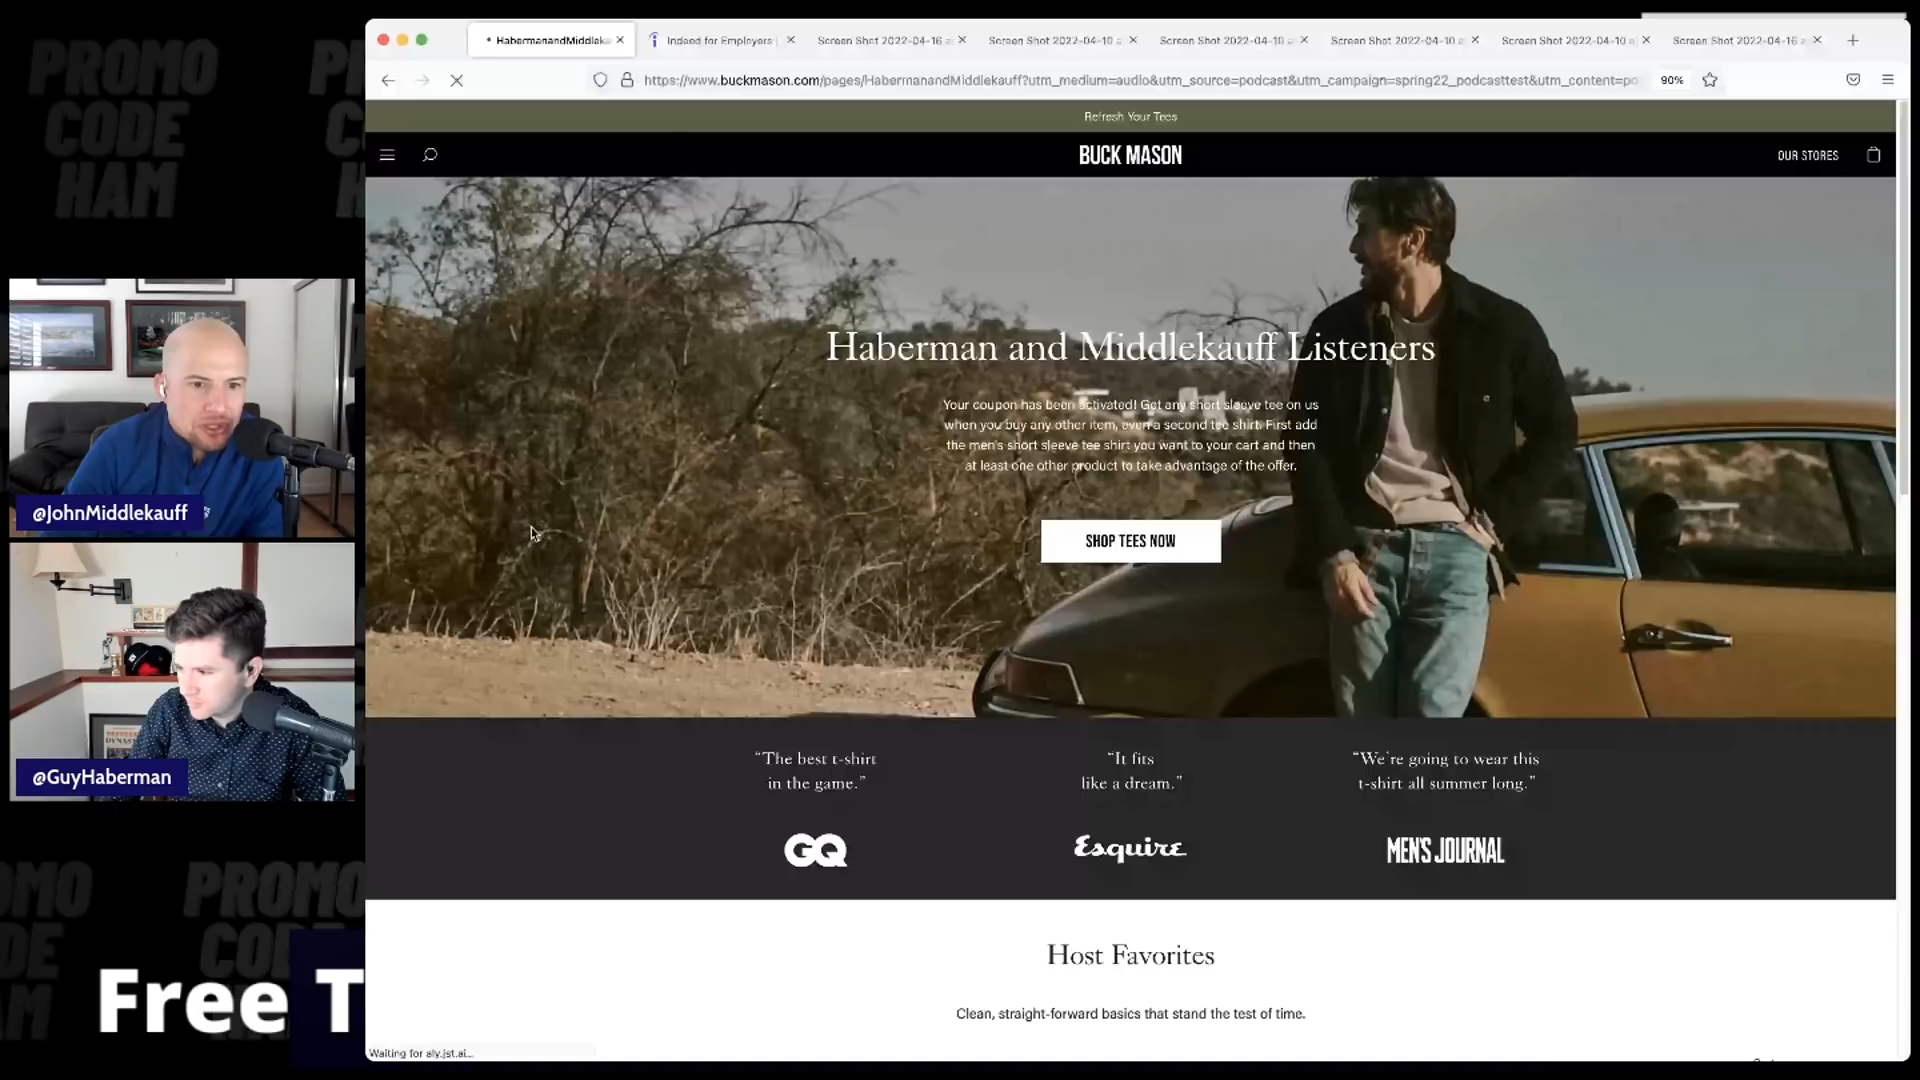 PROMO
CODE
HAM
HabermanandMiddleka
Indeed for Employers |
Screen Shot 2022-04-16 a
Screen Shot 2022-04-10 a
Screen Shot 2022-04-10 a
Screen Shot 2022-04-10 a
Screen Shot 2022-04-10 a
Screen Shot 2022-04-16 a
https://www.buckmason.com/pages/HabermanandMiddlekauff?utm_medium=audio&utm_source=podcast&utm_campaign=spring22_podcasttest&utm_content=po
90%
Refresh Your Tees
BUCK MASON
OUR STORES
Haberman and Middlekauff Listeners
Your coupon has been activated! Get any short sleeve tee on us
when you buy any other item, even a second tee shirt. First add
the men's short sleeve tee shirt you want to your cart and then
at least one other product to take advantage of the offer.
SHOP TEES NOW
@JohnMiddlekauff
@GuyHaberman
“The best t-shirt
in the game.”
“It fits
like a dream.”
“We're going to wear this
t-shirt all summer long.”
GQ
Esquire
MEN'S JOURNAL
Host Favorites
Clean, straight-forward basics that stand the test of time.
PROMO
Free T
Waiting for aly.jst.ai...